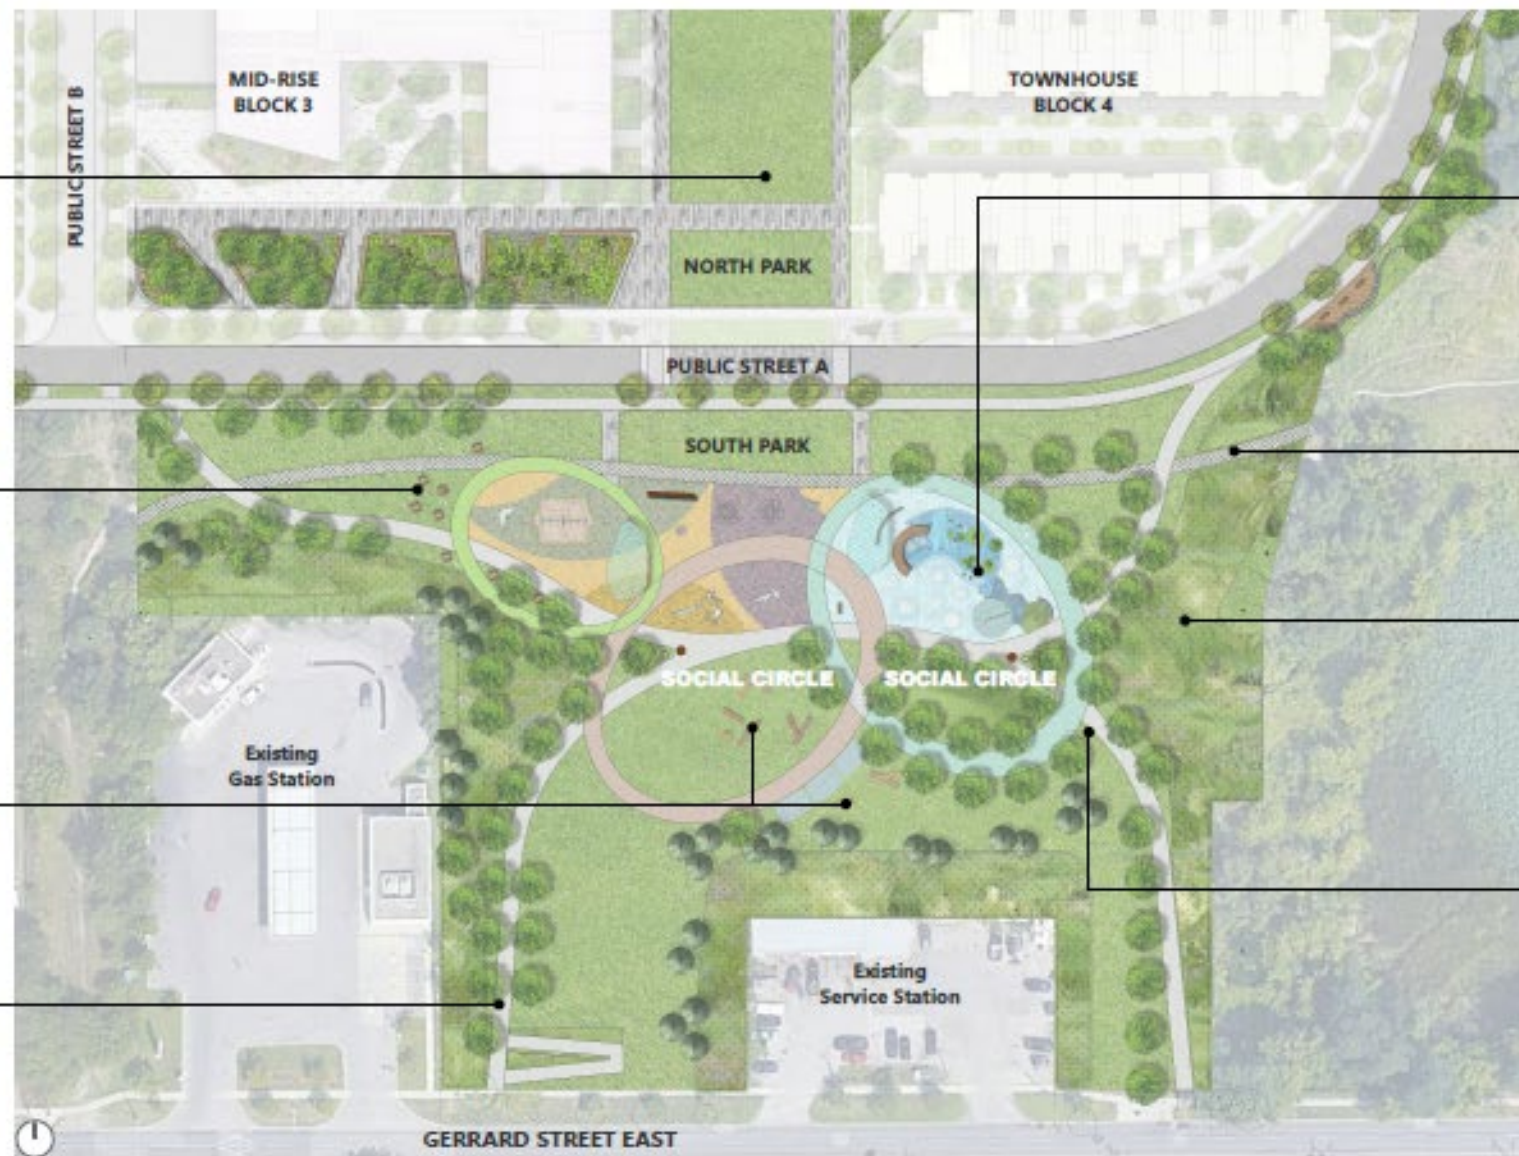 MID-RISE
BLOCK 3
TOWNHOUSE
BLOCK 4
PUBLIC STREET B
NORTH PARK
PUBLIC STREET A
SOUTH PARK
SOCIAL CIRCLE
SOCIAL CIRCLE
Existing
Gas Station
Existing
Service Station
GERRARD STREET EAST